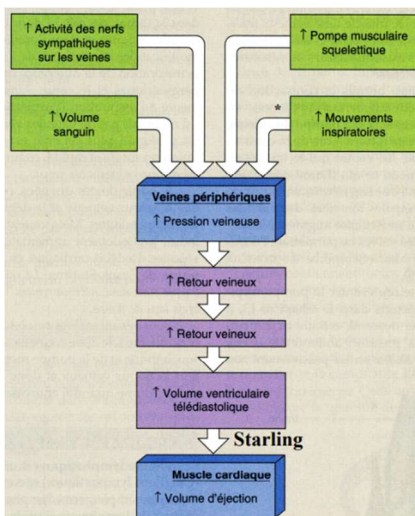 ↑ Activité des nerfs
sympathiques
sur les veines
↑ Pompe musculaire
squelettique
↑ Volume
sanguin
*
↑ Mouvements
inspiratoires
Veines périphériques
↑ Pression veineuse
↑ Retour veineux
↑ Retour veineux
↑ Volume ventriculaire
télédiastolique
Starling
Muscle cardiaque
↑ Volume d'éjection